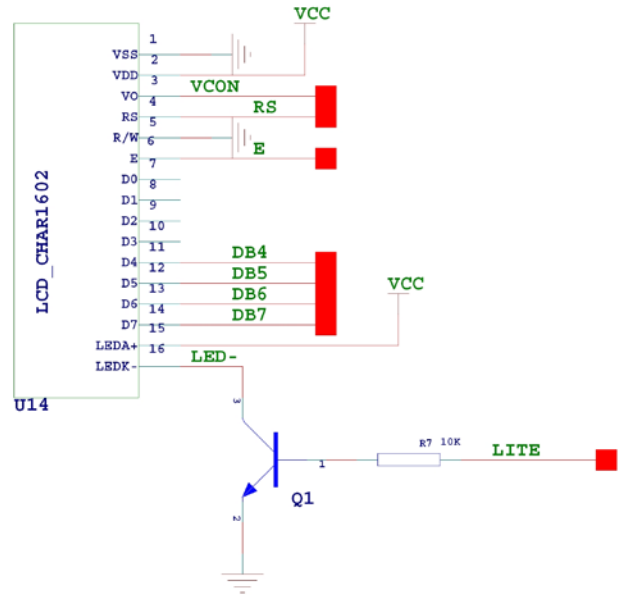 VCC
1
VSS
2
VDD
3
VO
VCON
4
RS
RS
5
R/W
6
E
E
7
D0
8
D1
9
D2
10
D3
11
D4
DB4
12
D5
DB5
13
D6
DB6
14
D7
DB7
15
LEDA+
VCC
16
LEDK-
LED-
LCD_CHAR1602
U14
3
R7 10K
LITE
1
Q1
2